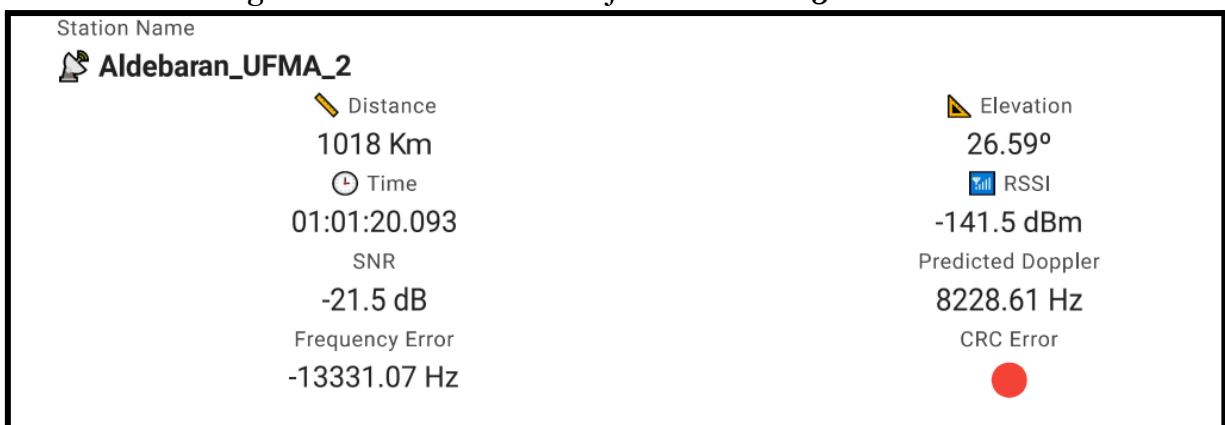 Station Name
Aldebaran_UFMA_2
Distance Elevation
1018 Km 26.59º
Time RSSI
01:01:20.093 -141.5 dBm
SNR Predicted Doppler
-21.5 dB 8228.61 Hz
Frequency Error CRC Error
-13331.07 Hz